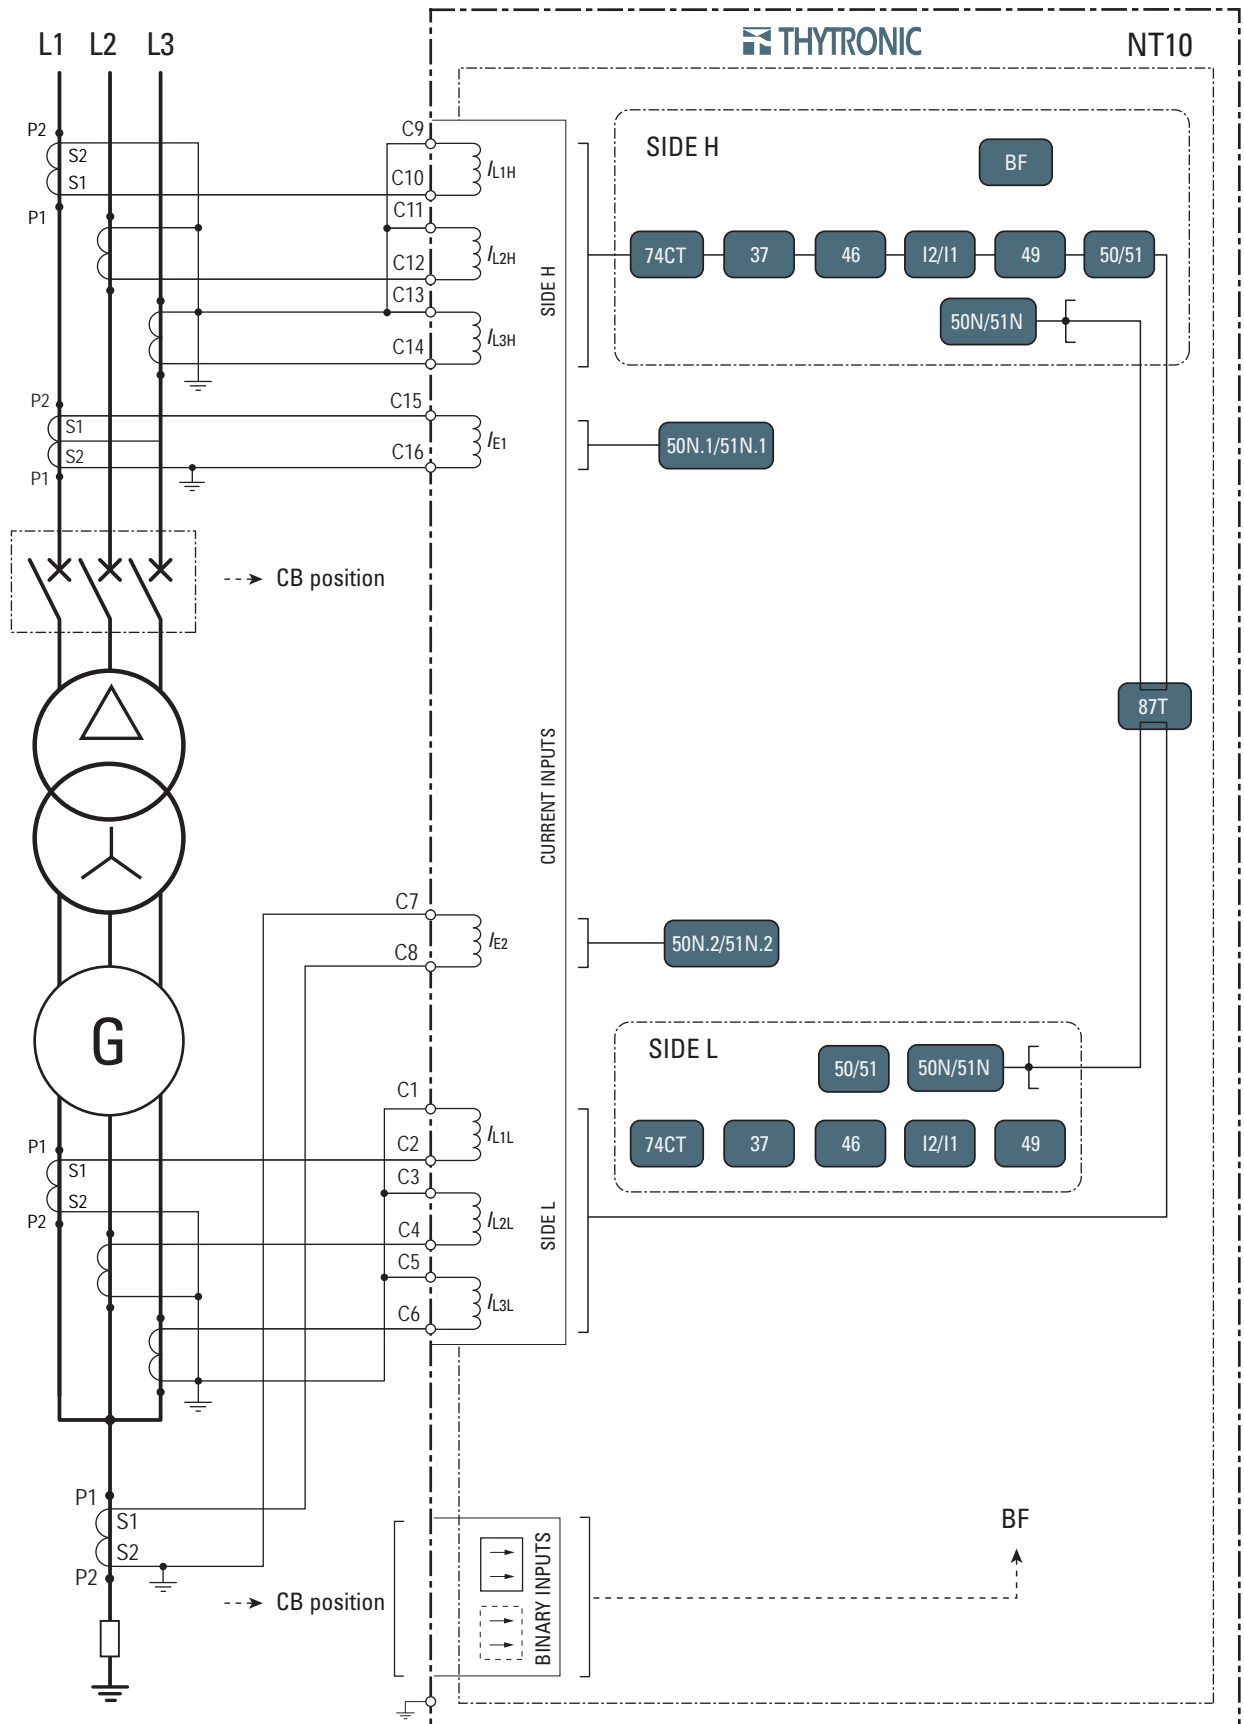 L1 L2 L3
THYTRONIC
NT10
P2
S2
S1
P1
C9
C10
C11
C12
C13
C14
IL1H
IL2H
IL3H
SIDE H
SIDE H
BF
74CT 37 46 I2/I1 49 50/51
50N/51N
P2
S1
S2
P1
C15
C16
IE1
50N.1/51N.1
CB position
87T
CURRENT INPUTS
C7
C8
IE2
50N.2/51N.2
G
SIDE L
50/51 50N/51N
74CT 37 46 I2/I1 49
P1
S1
S2
P2
C1
C2
C3
C4
C5
C6
IL1L
IL2L
IL3L
SIDE L
P1
S1
S2
P2
CB position
BINARY INPUTS
BF